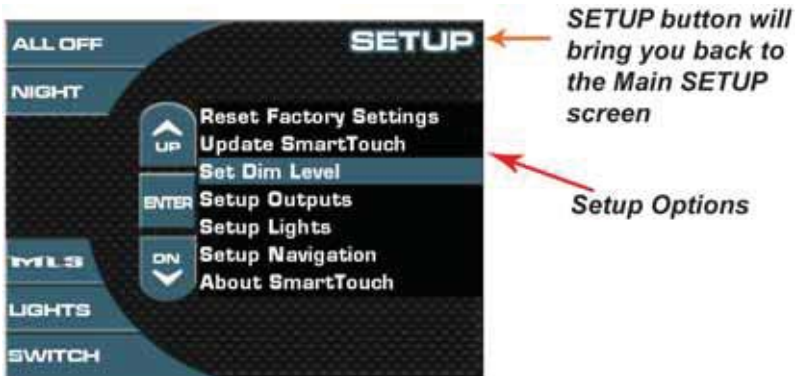 ALL OFF
NIGHT
SETUP
SETUP button will
bring you back to
the Main SETUP
screen
UP
ENTER
DN
Reset Factory Settings
Update SmartTouch
Set Dim Level
Setup Outputs
Setup Lights
Setup Navigation
About SmartTouch
Setup Options
LIGHTS
SWITCH